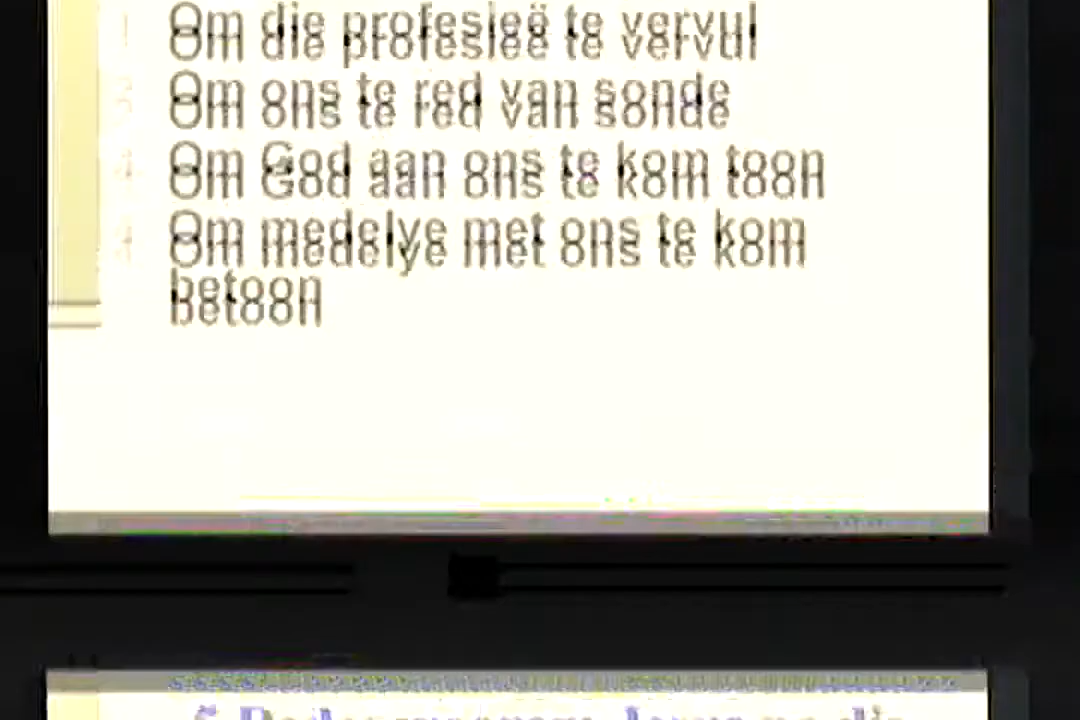 Om die profesieë te vervul
Om ons te red van sonde
Om God aan ons te kom toon
Om medelye met ons te kom
betoon